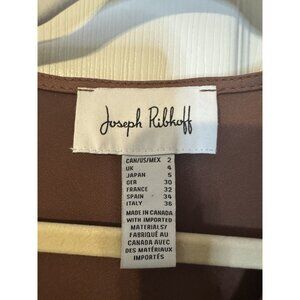 Joseph Ribkoff
CAN/US/MEX 2
UK 4
JAPAN 5
GER 30
FRANCE 32
SPAIN 34
ITALY 36
MADE IN CANADA
WITH IMPORTED
MATERIALS/
FABRIQUÉ AU
CANADA AVEC
DES MATÉRIAUX
IMPORTÉS